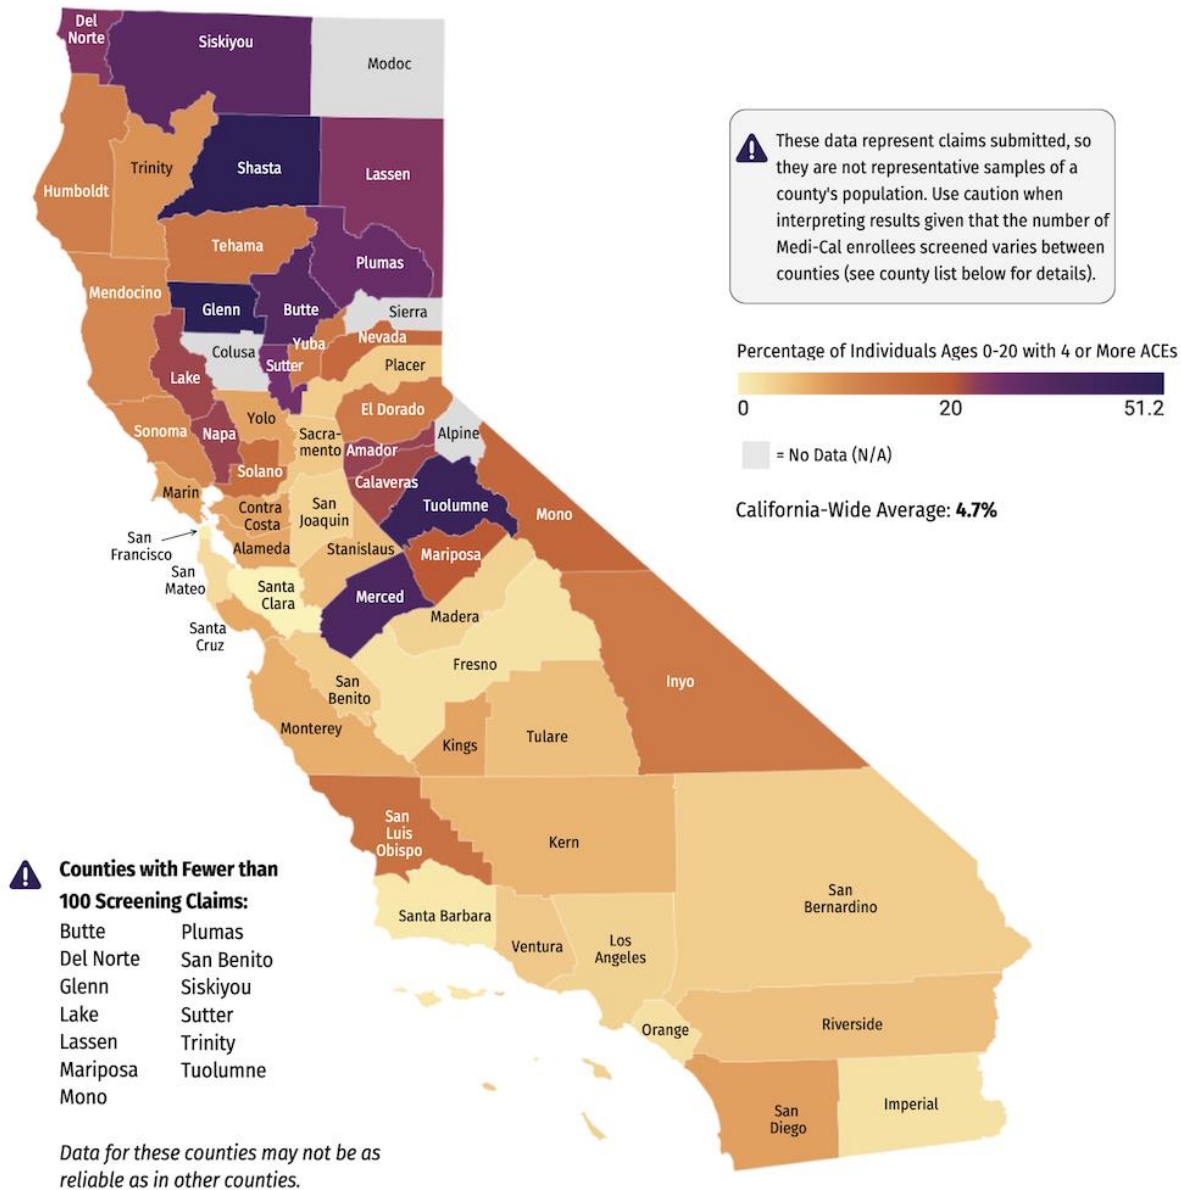 Del
Norte
Siskiyou
Modoc
Humboldt
Trinity
Shasta
Lassen
Tehama
Plumas
Mendocino
Glenn
Butte
Sierra
Colusa
Yuba
Nevada
Sutter
Placer
Lake
El Dorado
Yolo
Sonoma
Napa
Sacra-
mento
Amador
Alpine
Solano
Calaveras
Marin
Contra
Costa
San
Joaquin
Tuolumne
Mono
San
Francisco
Alameda
Stanislaus
Mariposa
San
Mateo
Santa
Clara
Merced
Madera
Santa
Cruz
Fresno
San
Benito
Inyo
Monterey
Kings
Tulare
San
Luis
Obispo
Kern
Santa Barbara
Ventura
Los
Angeles
San
Bernardino
Orange
Riverside
San
Diego
Imperial
These data represent claims submitted, so
they are not representative samples of a
county's population. Use caution when
interpreting results given that the number of
Medi-Cal enrollees screened varies between
counties (see county list below for details).
Percentage of Individuals Ages 0-20 with 4 or More ACEs
0 20 51.2
= No Data (N/A)
California-Wide Average: 4.7%
Counties with Fewer than
100 Screening Claims:
Butte
Del Norte
Glenn
Lake
Lassen
Mariposa
Mono
Plumas
San Benito
Siskiyou
Sutter
Trinity
Tuolumne
Data for these counties may not be as
reliable as in other counties.